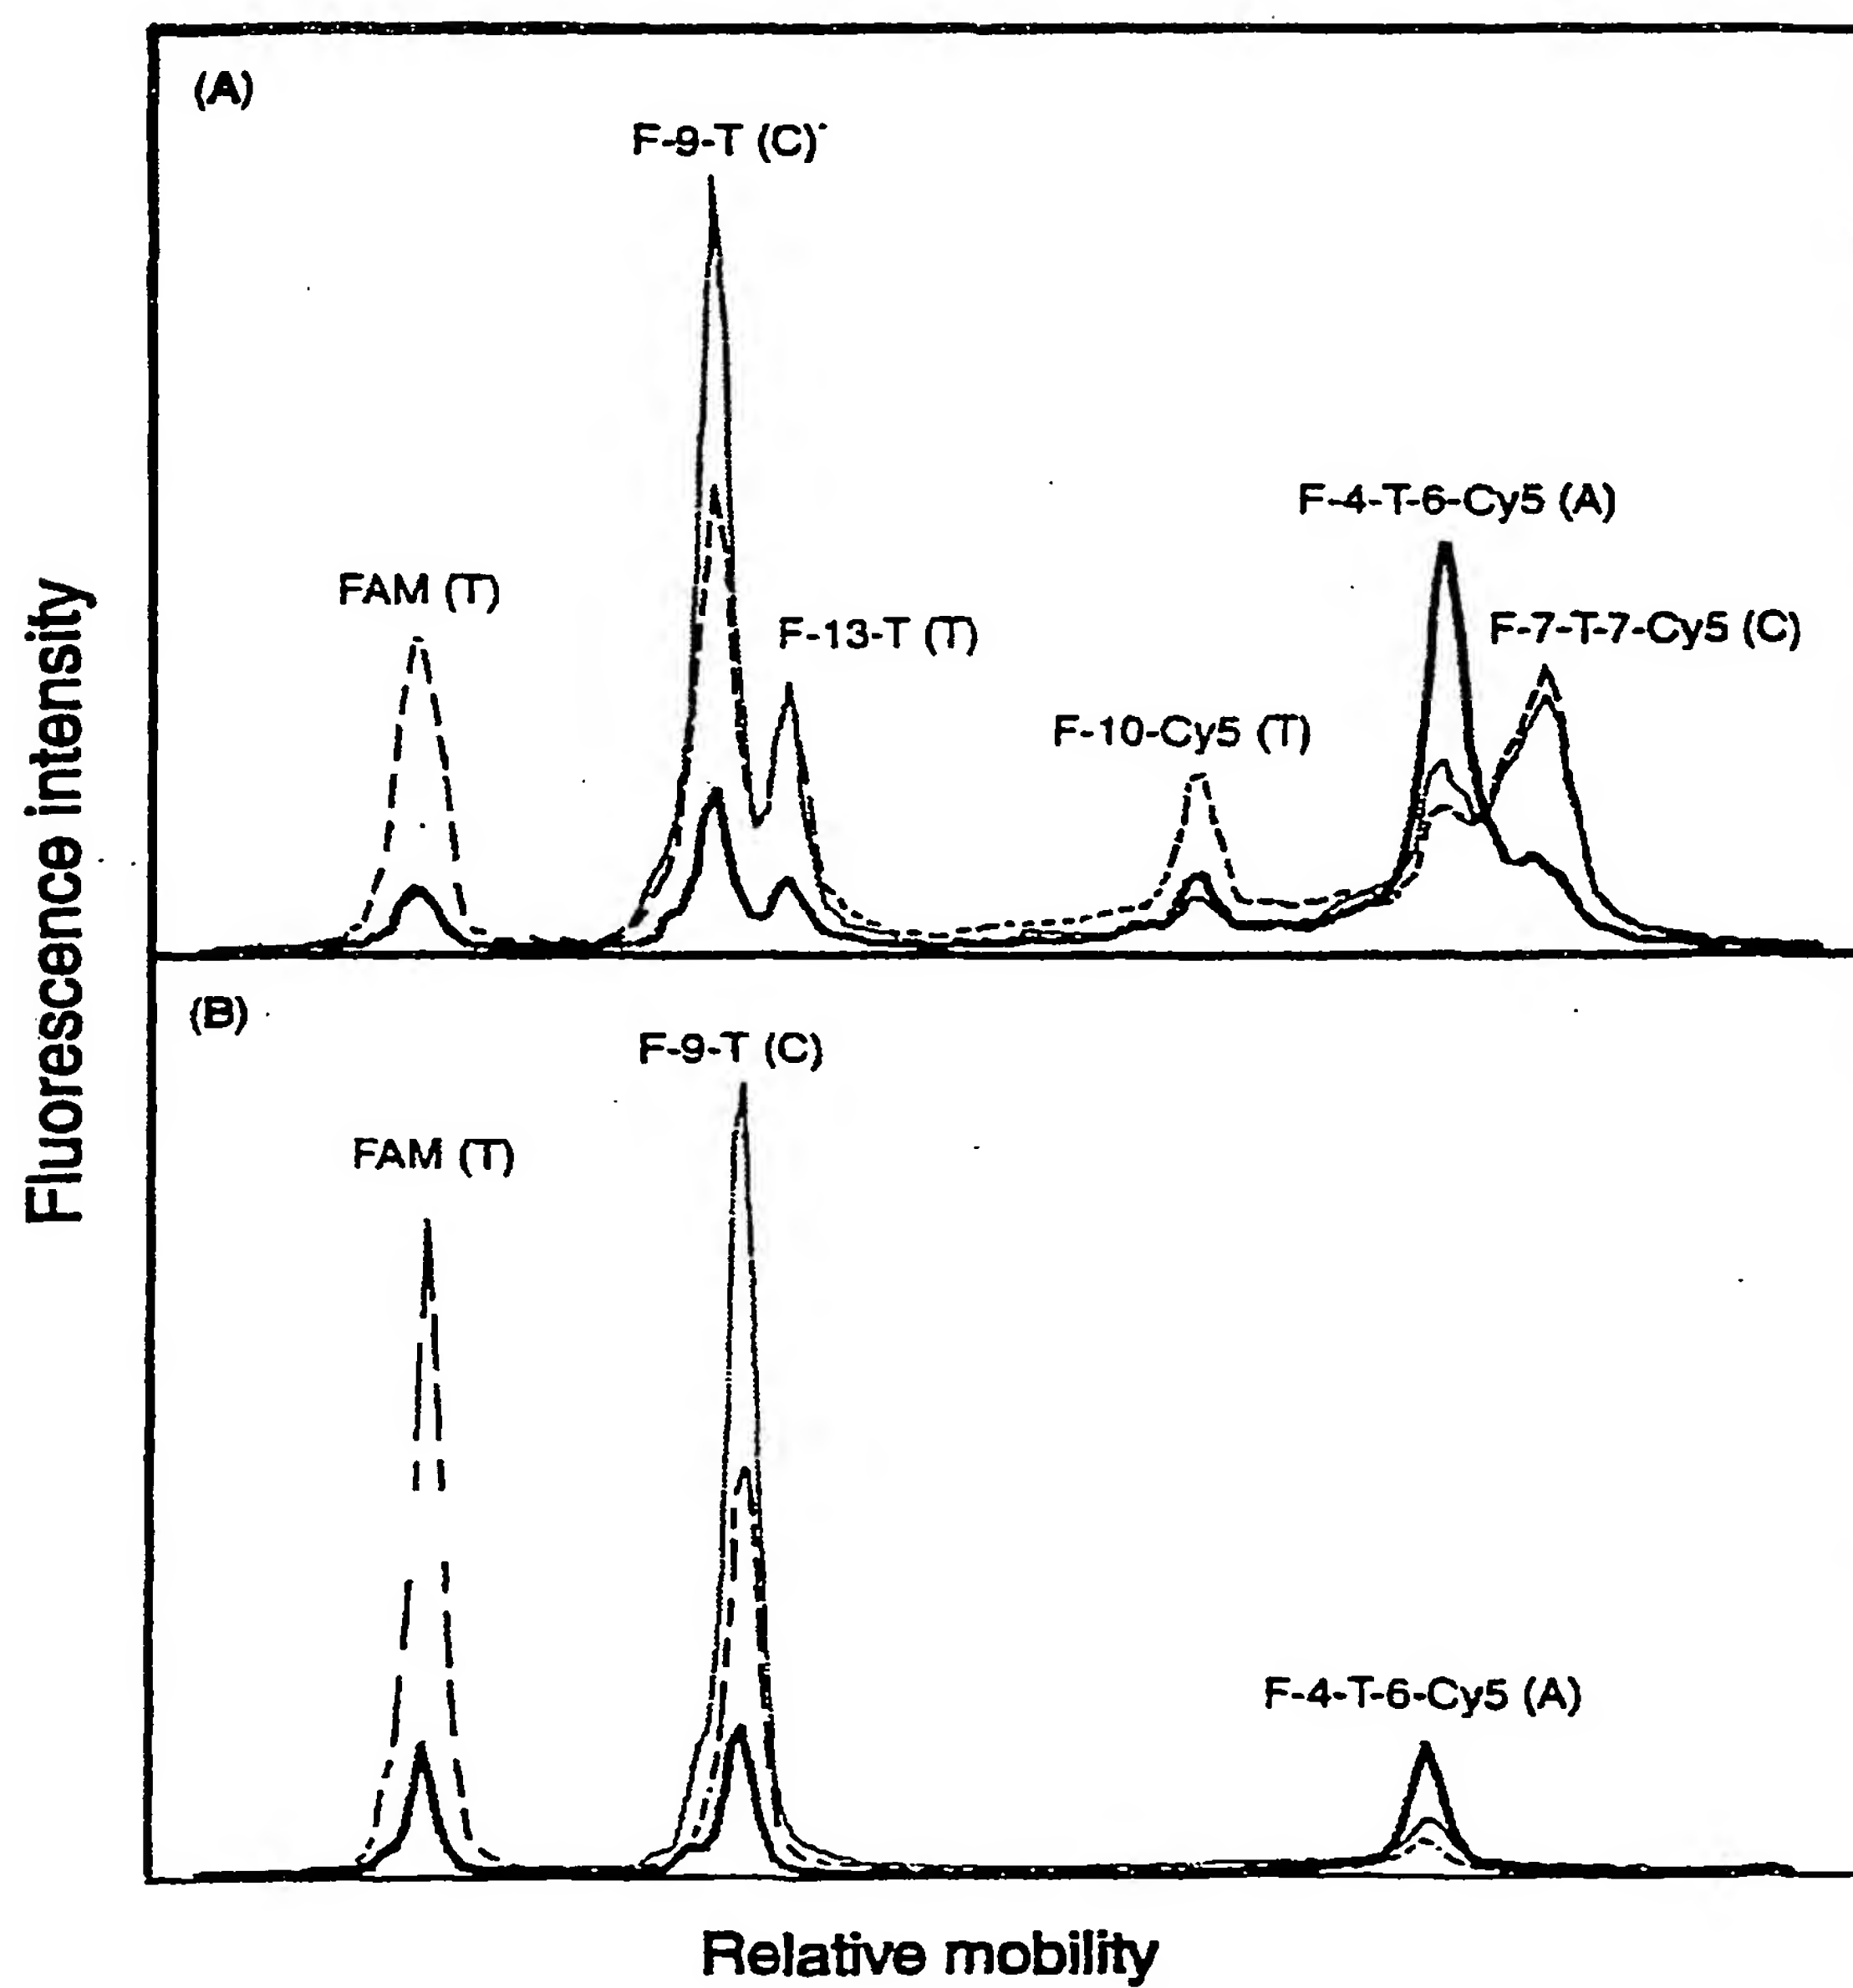 (A)
F-9-T (C)
FAM (T)
F-13-T (T)
F-10-Cy5 (T)
F-4-T-6-Cy5 (A)
F-7-T-7-Cy5 (C)
Fluorescence intensity
(B)
F-9-T (C)
FAM (T)
F-4-T-6-Cy5 (A)
Relative mobility